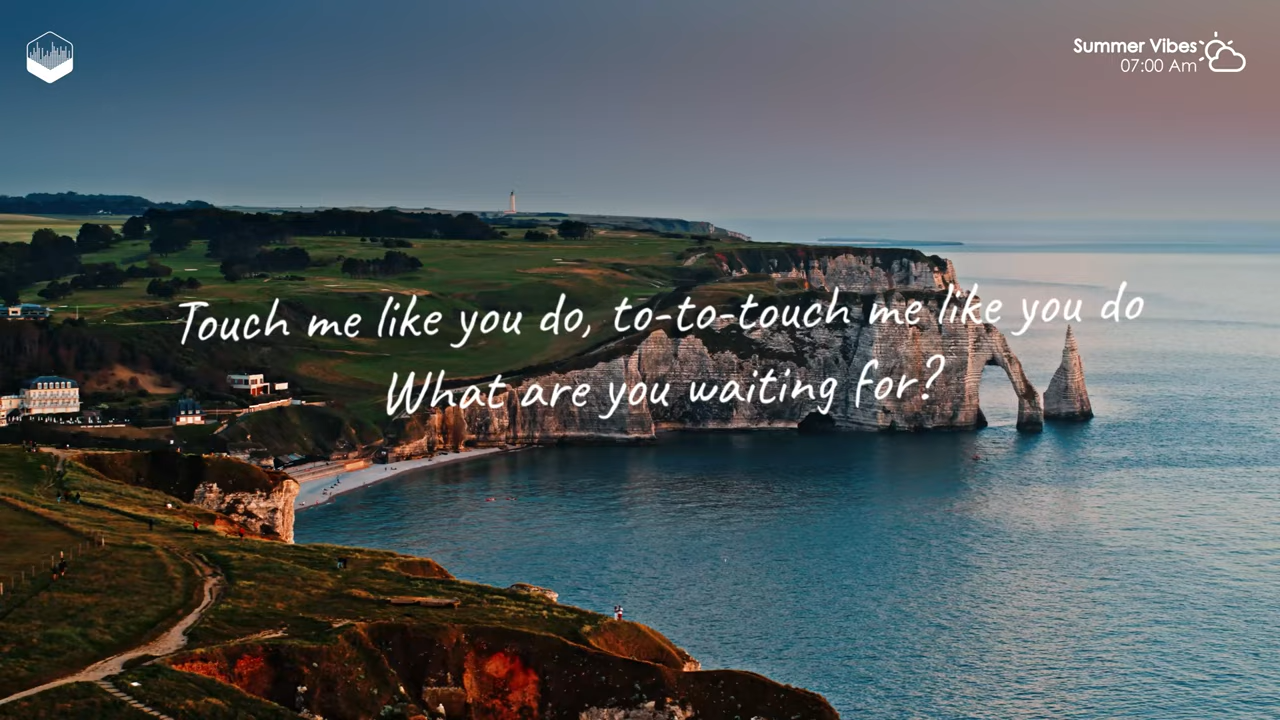 Summer Vibes
07:00 Am
Touch me like you do, to-to-touch me like you do
What are you waiting for?